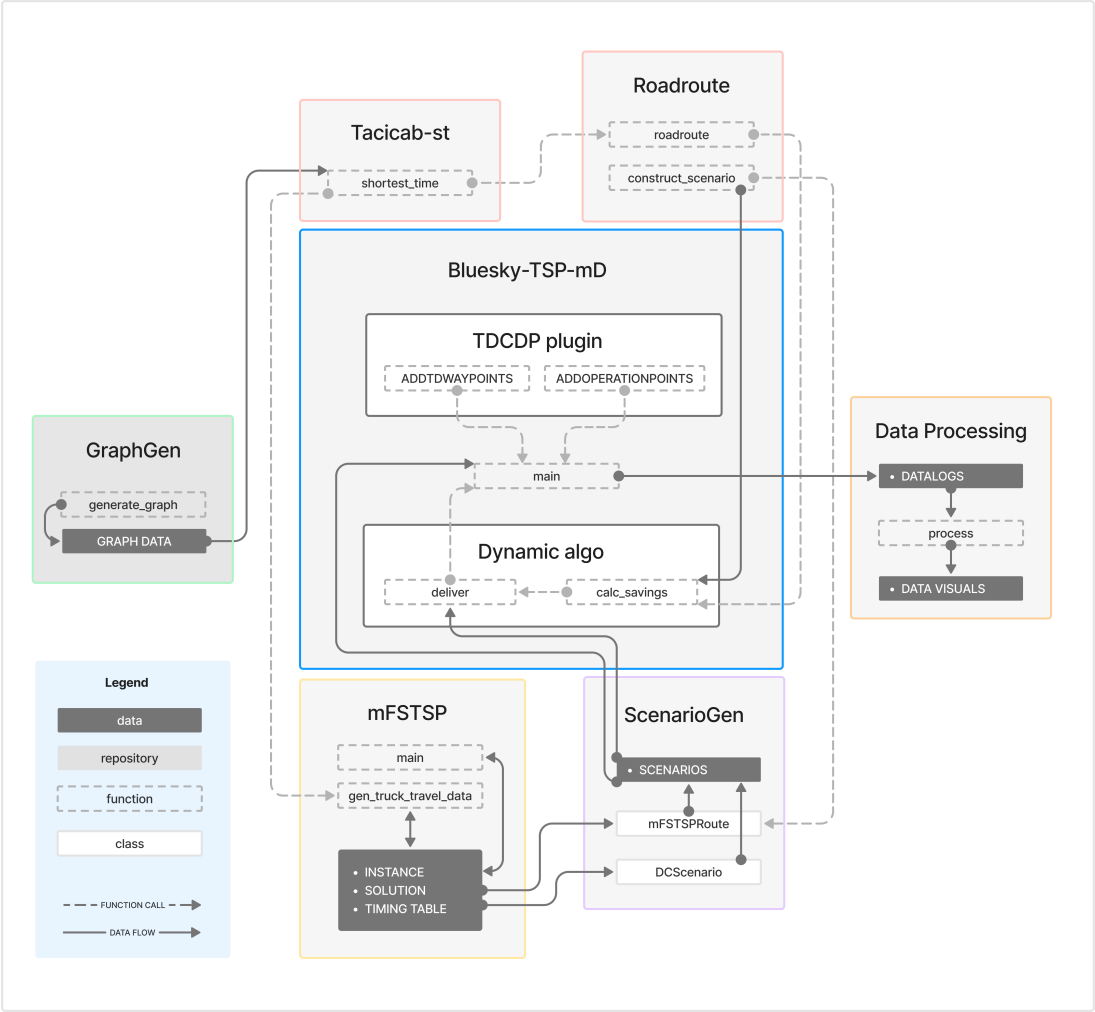 Roadroute
roadroute
construct_scenario
Tacicab-st
shortest_time
Bluesky-TSP-mD
TDCDP plugin
ADDTDWAYPOINTS
ADDOPERATIONPOINTS
main
Dynamic algo
deliver
calc_savings
GraphGen
generate_graph
GRAPH DATA
Data Processing
• DATALOGS
process
• DATA VISUALS
Legend
data
repository
function
class
FUNCTION CALL
DATA FLOW
mFSTSP
main
gen_truck_travel_data
• INSTANCE
• SOLUTION
• TIMING TABLE
ScenarioGen
• SCENARIOS
mFSTSPRoute
DCScenario